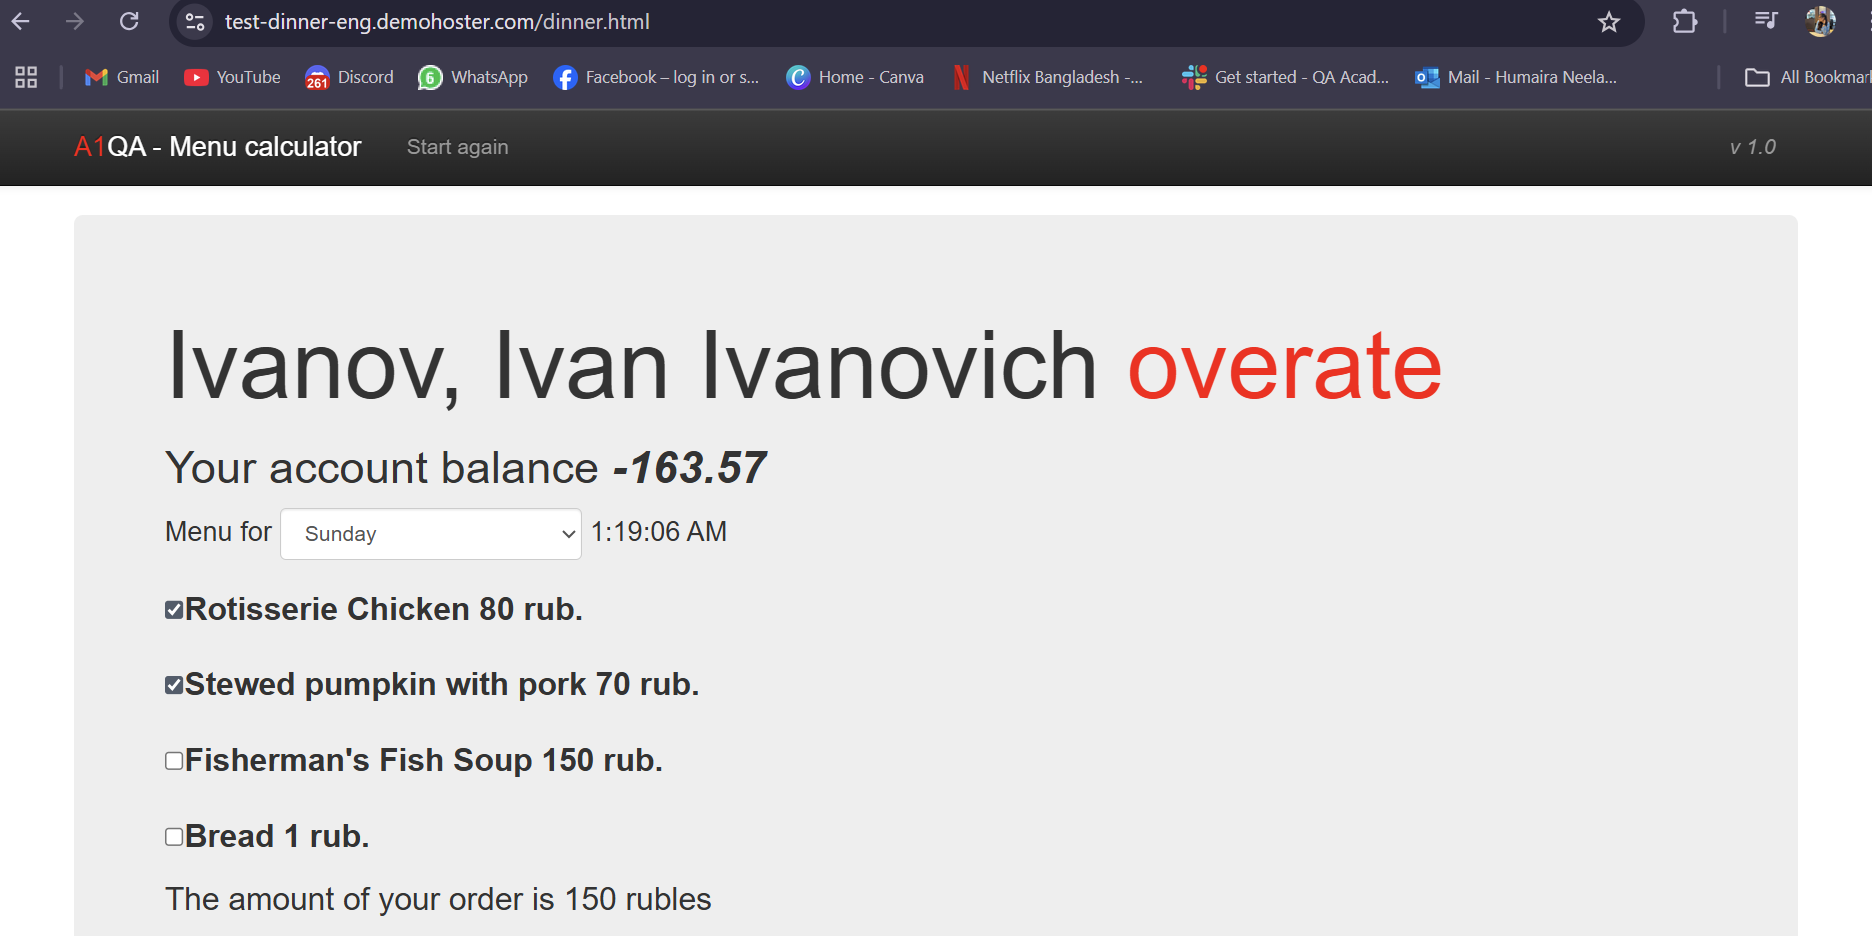 test-dinner-eng.demohoster.com/dinner.html
Gmail YouTube 261 Discord 6 WhatsApp Facebook – log in or s... Home - Canva Netflix Bangladesh -... Get started - QA Acad... Mail - Humaira Neela... All Bookmar
A1QA - Menu calculator Start again v 1.0
Ivanov, Ivan Ivanovich overate
Your account balance -163.57
Menu for Sunday 1:19:06 AM
Rotisserie Chicken 80 rub.
Stewed pumpkin with pork 70 rub.
Fisherman's Fish Soup 150 rub.
Bread 1 rub.
The amount of your order is 150 rubles